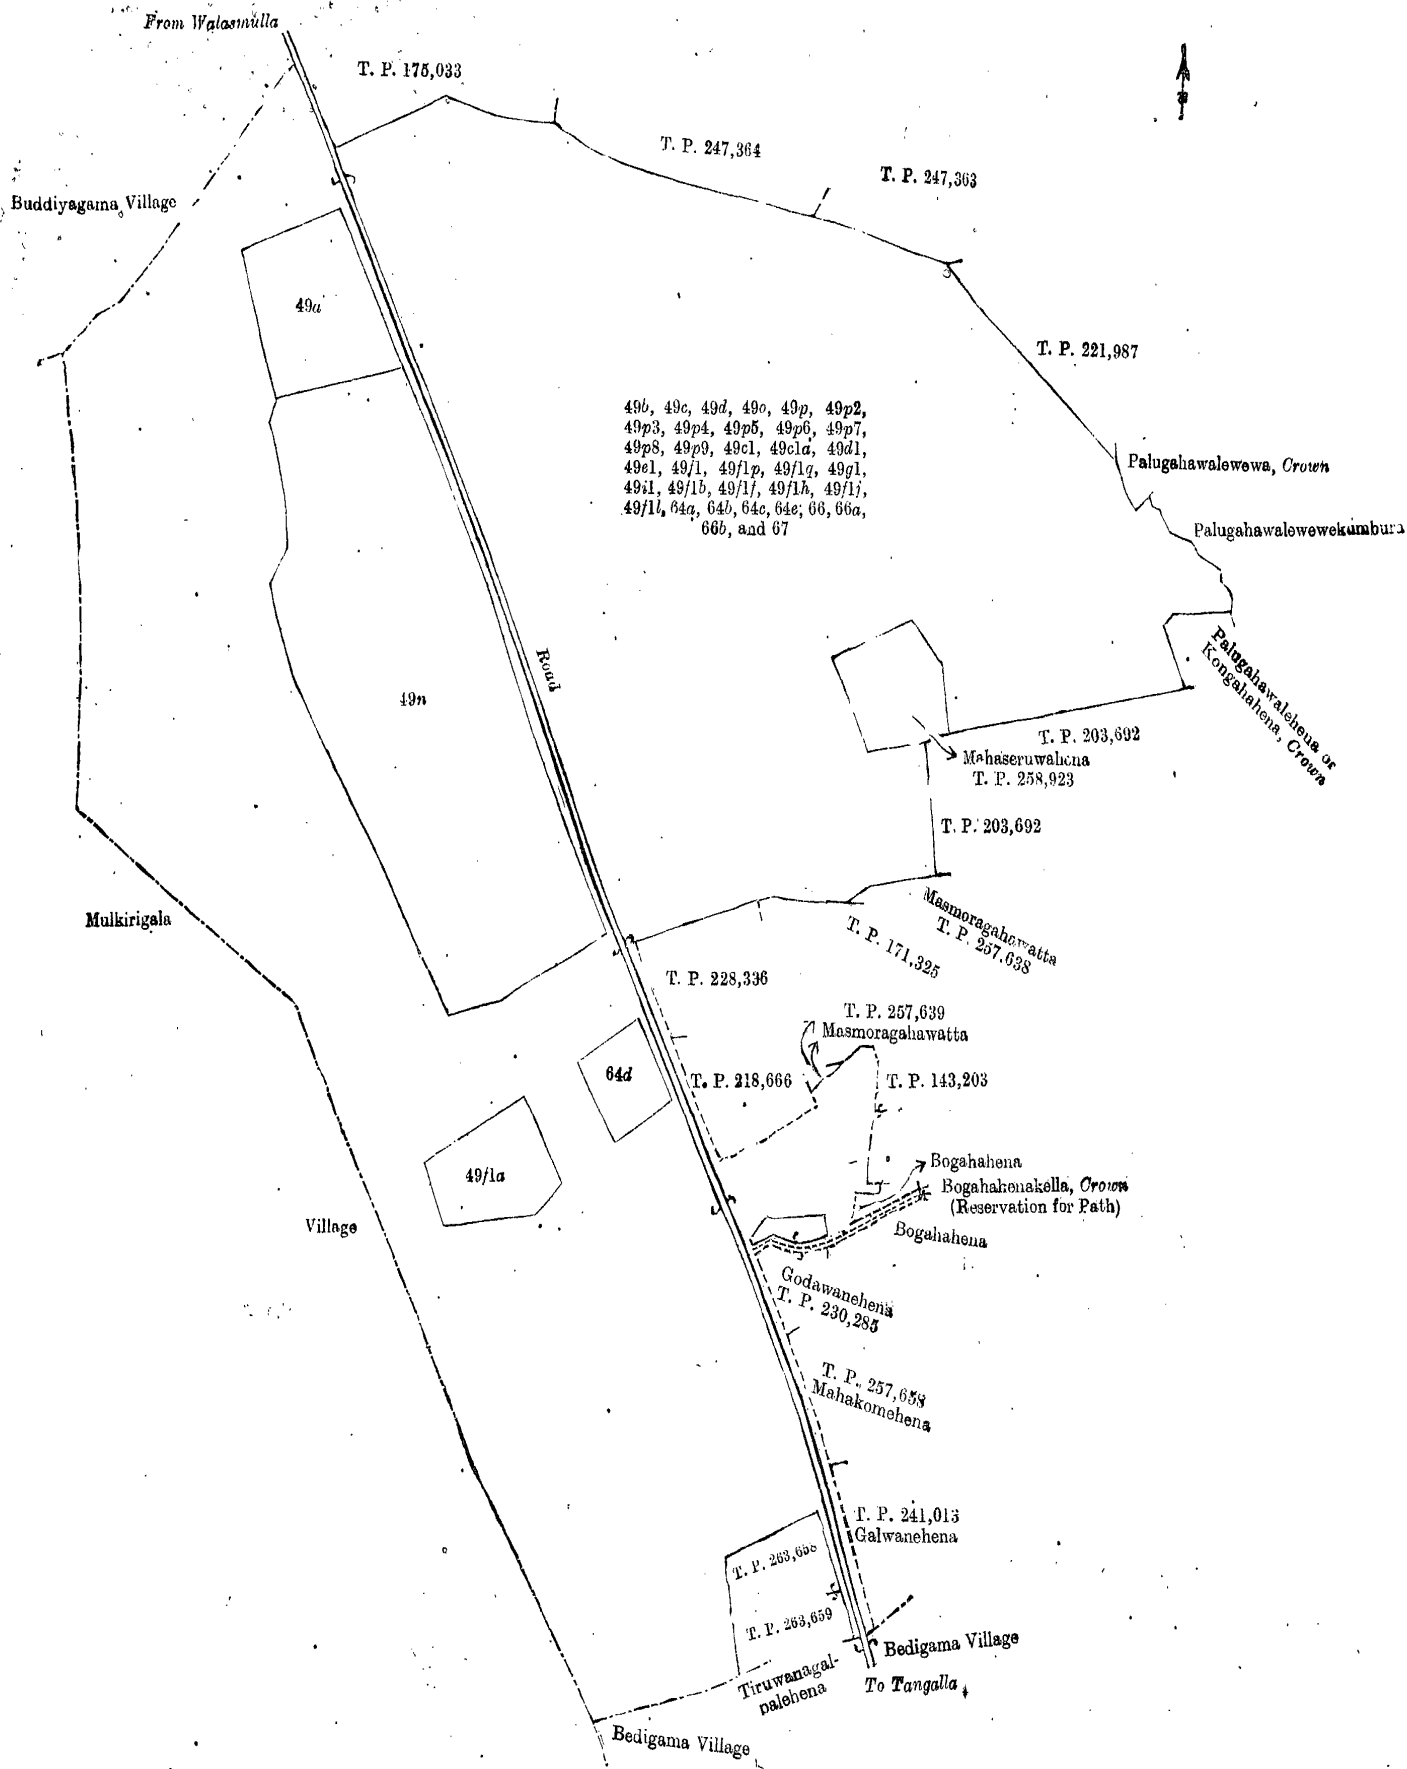 From Walasmulla
T. P. 175,033
T. P. 247,364
T. P. 247,363
Buddiyagama Village
49a
T. P. 221,987
49b, 49c, 49d, 49o, 49p, 49p2,
49p3, 49p4, 49p5, 49p6, 49p7,
49p8, 49p9, 49c1, 49c1a, 49d1,
49e1, 49f1, 49f1p, 49f1q, 49g1,
49i1, 49f1b, 49f1f, 49f1h, 49f1j,
49f1l, 64a, 64b, 64c, 64e, 66, 66a,
66b, and 67
Palugahawalewewa, Crown
Palugahawalewewekumbura
Road
Palugahawalehena or
Kongahahena, Crown
49n
T. P. 203,692
Mahaseruwahena
T. P. 258,923
T. P. 203,692
Mulkirigala
Masmoragahawatta
T. P. 257,638
T. P. 171,325
T. P. 228,336
T. P. 257,639
Masmoragahawatta
64d
T. P. 218,666
T. P. 143,203
49f1a
Bogahahena
Bogahahenakella, Crown
(Reservation for Path)
Village
Bogahahena
Godawanehena
T. P. 230,285
T. P. 257,658
Mahakomehena
T. P. 241,013
Galwanehena
T. P. 263,658
T. P. 263,659
Bedigama Village
Tiruwanagal-
palehena
To Tangalla
Bedigama Village